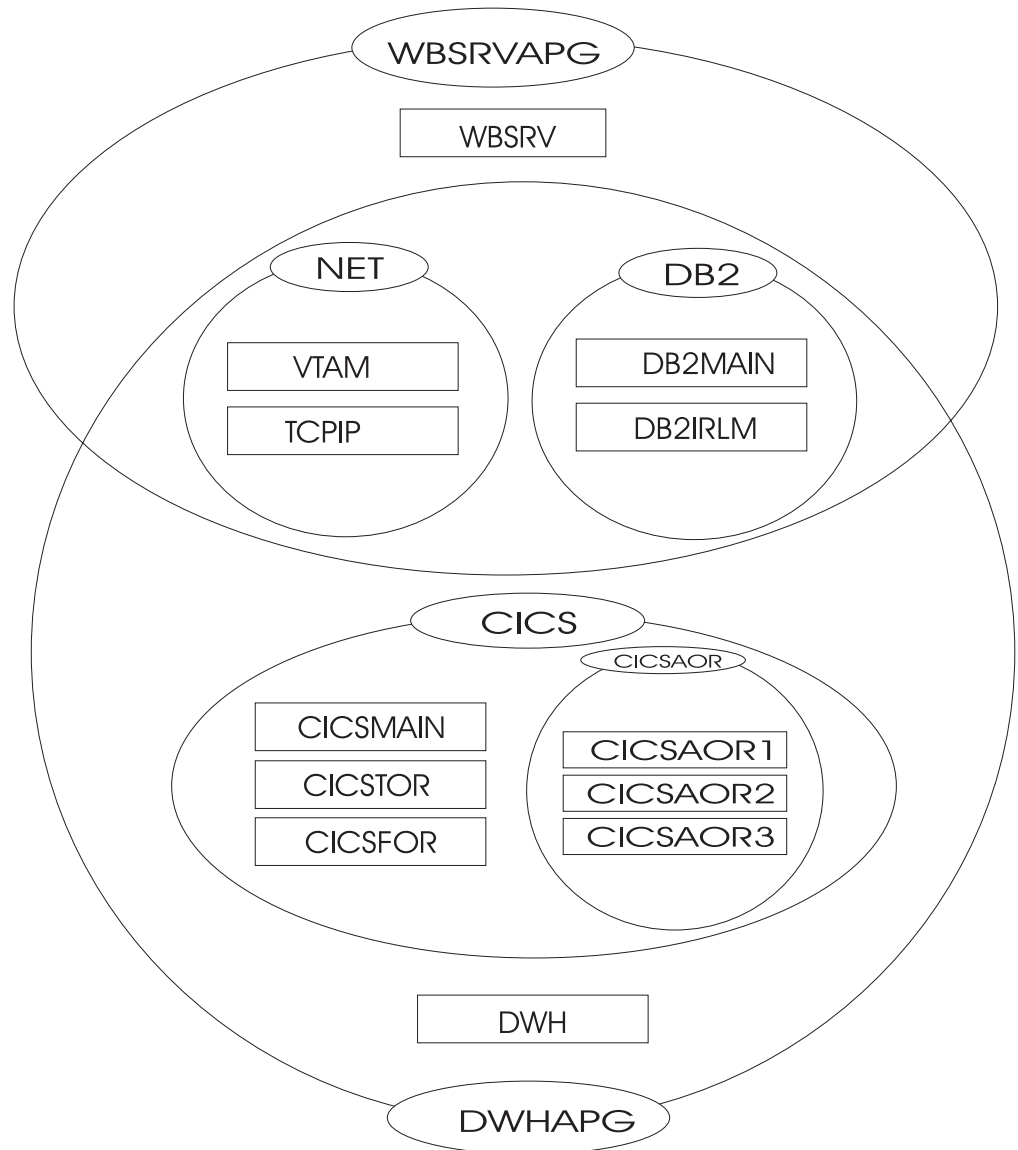 WBSRVAPG
WBSRV
NET
DB2
VTAM
DB2MAIN
TCPIP
DB2IRLM
CICS
CICSAOR
CICSMAIN
CICSAOR1
CICSTOR
CICSAOR2
CICSFOR
CICSAOR3
DWH
DWHAPG